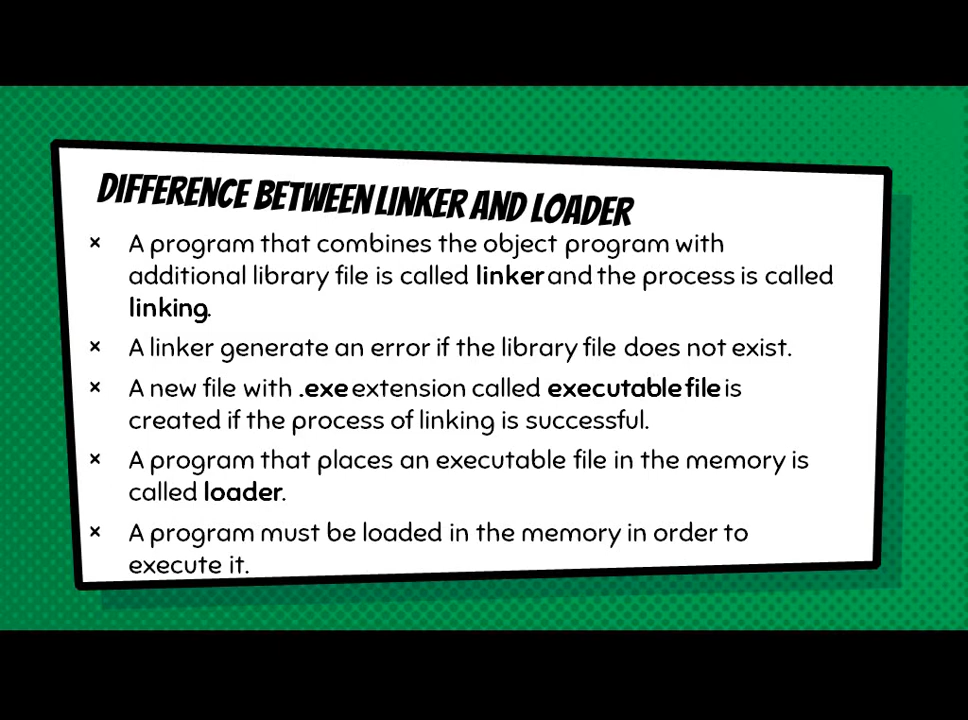 DIFFERENCE BETWEEN LINKER AND LOADER
× A program that combines the object program with
additional library file is called linker and the process is called
linking.
× A linker generate an error if the library file does not exist.
× A new file with .exe extension called executable file is
created if the process of linking is successful.
× A program that places an executable file in the memory is
called loader.
× A program must be loaded in the memory in order to
execute it.